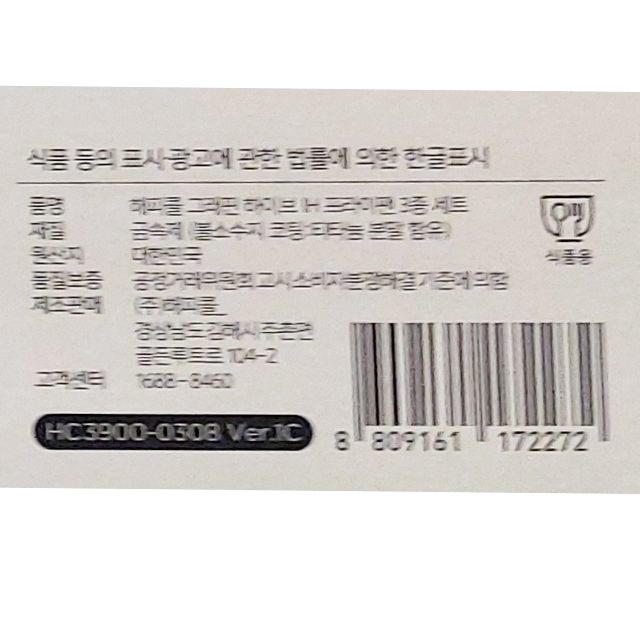 식품 등의 표시·광고에 관한 법률에 의한 한글표시
품명 해피콜 그래핀 하이브 IH 프라이팬 3종 세트
재질 금속제 (불소수지 코팅:티타늄 분말 함유)
원산지 대한민국
품질보증 공정거래위원회 고시 소비자분쟁해결기준에 의함
제조판매 (주)해피콜
경상남도 김해시 주촌면
골든루트로 104-2
고객센터 1688-8460
식품용
HC3900-0308 Ver.1C
8 809161 172272